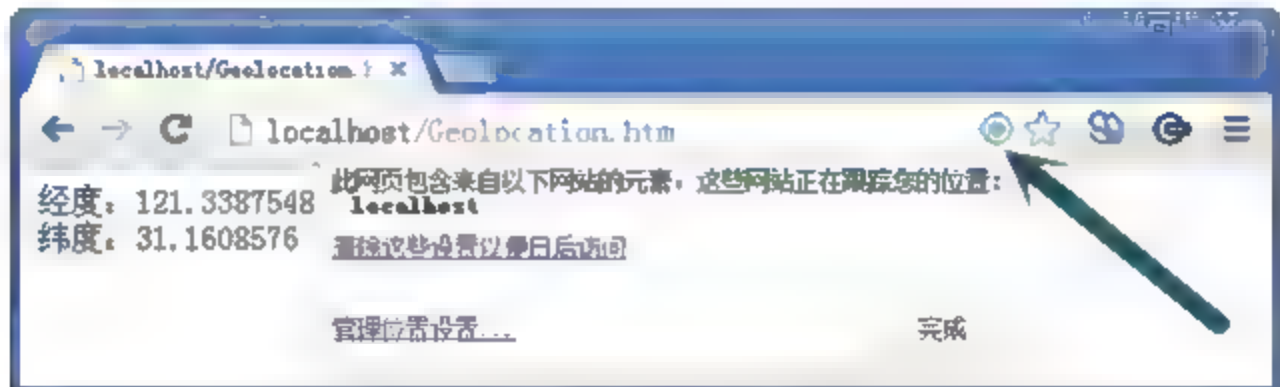 localhost/Geolocation.h
localhost/Geolocation.htm
此网页包含来自以下网站的元素,这些网站正在跟踪您的位置:
localhost
经度: 121.3387548
纬度: 31.1608576
清除这些设置以便日后访问
管理位置设置...
完成